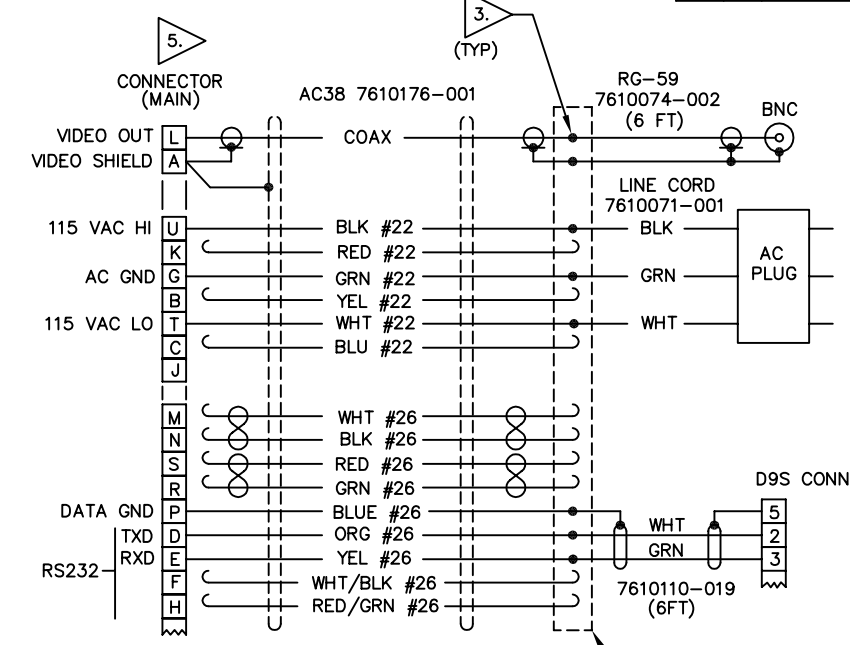 3.
5.
(TYP)
CONNECTOR
(MAIN)
AC38 7610176-001
RG-59
7610074-002
(6 FT)
BNC
VIDEO OUT L COAX
VIDEO SHIELD A
LINE CORD
7610071-001
115 VAC HI U BLK #22 BLK
K RED #22
AC GND G GRN #22 GRN
AC
PLUG
B YEL #22
115 VAC LO T WHT #22 WHT
C BLU #22
J
M WHT #26
N BLK #26
S RED #26
R GRN #26
D9S CONN
DATA GND P BLUE #26 5
TXD D ORG #26 WHT 2
RXD E YEL #26 GRN 3
RS232
F WHT/BLK #26
H RED/GRN #26
7610110-019
(6FT)